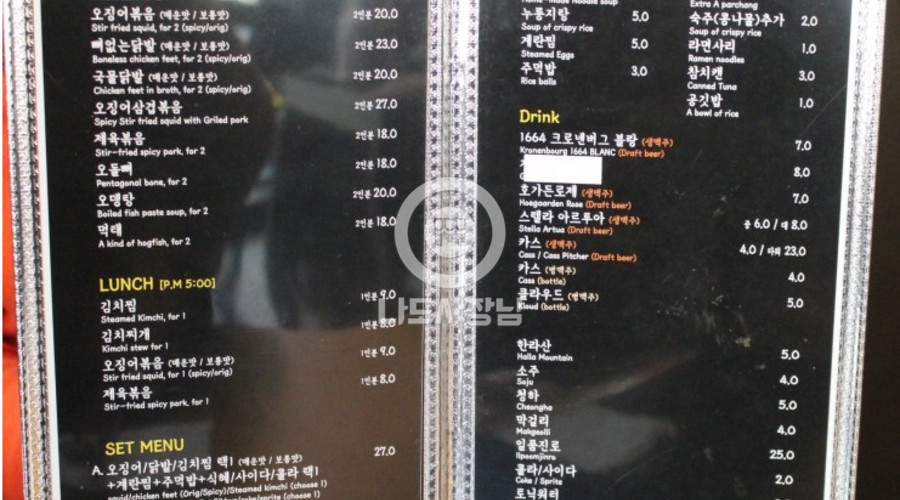 오징어볶음 (매운맛 / 보통맛) 2인분 20.0
Stir fried squid, for 2 (spicy/orig)
뼈없는닭발 (매운맛 / 보통맛) 2인분 23.0
Boneless chicken feet, for 2 (spicy/orig)
국물닭발 (매운맛 / 보통맛) 2인분 20.0
Chicken feet in broth, for 2 (spicy/orig)
오징어삼겹볶음 2인분 27.0
Spicy Stir fried squid with Griled pork
제육볶음 2인분 18.0
Stir-fried spicy pork, for 2
오돌뼈 2인분 18.0
Pentagonal bone, for 2
오뎅탕 2인분 20.0
Boiled fish paste soup, for 2
먹태 2인분 18.0
A kind of hagfish, for 2
LUNCH [P.M 5:00]
김치찜 1인분 9.0
Steamed Kimchi, for 1
김치찌개 1인분 8.0
Kimchi stew for 1
오징어볶음 (매운맛 / 보통맛) 1인분 9.0
Stir fried squid, for 1 (spicy/orig)
제육볶음 1인분 8.0
Stir-fried spicy pork, for 1
SET MENU
A. 오징어/닭발/김치찜 택1 (매운맛 / 보통맛) 27.0
+계란찜+주먹밥+식혜/사이다/콜라 택1
squid/chicken feet (Orig/Spicy)/Steamed kimchi (choose 1)
Home-made Noodle soup
누룽지탕 5.0
Soup of crispy rice
계란찜 5.0
Steamed Eggs
주먹밥 3.0
Rice balls
Extra A parchang
숙주(콩나물)추가 2.0
Soup of crispy rice
라면사리 1.0
Ramen noodles
참치캔 3.0
Canned Tuna
공깃밥 1.0
A bowl of rice
Drink
1664 크로넨버그 블랑 (생맥주) 7.0
Kronenbourg 1664 BLANC (Draft beer)
8.0
호가든로제 (생맥주) 7.0
Hoegaarden Rose (Draft beer)
스텔라 아르투아 (생맥주) 중 6.0 / 대 8.0
Stella Artua (Draft beer)
카스 (생맥주) 4.0 / 피처 23.0
Cass / Cass Pitcher (Draft beer)
카스 (병맥주) 4.0
Cass (bottle)
클라우드 (병맥주) 5.0
Kloud (bottle)
한라산 5.0
Halla Mountain
소주 4.0
Soju
청하 5.0
Cheongha
막걸리 4.0
Makgeolli
일품진로 25.0
Ilpoomjinro
콜라/사이다 2.0
Coke / Sprite
토닉워터
나도사장님